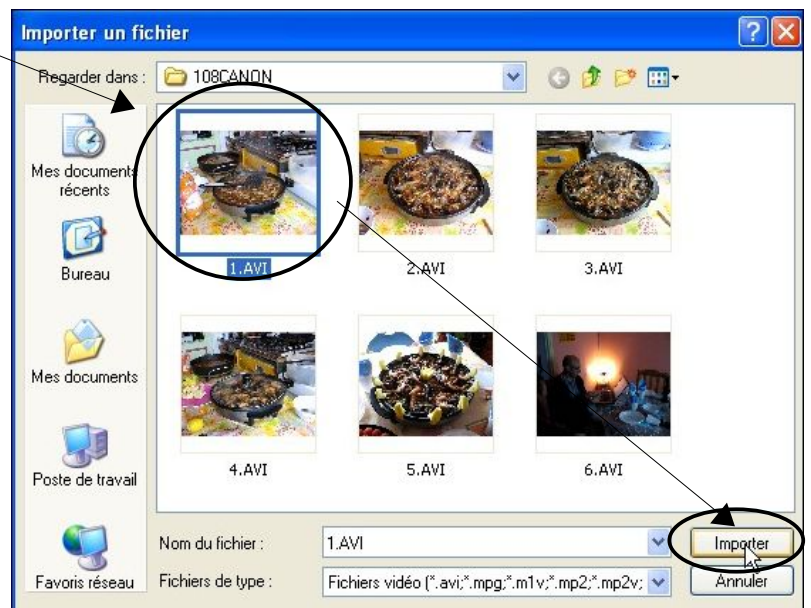 Importer un fichier
Regarder dans :
108CANON
Mes documents
récents
Bureau
Mes documents
Poste de travail
Favoris réseau
1.AVI
2.AVI
3.AVI
4.AVI
5.AVI
6.AVI
Nom du fichier :
1.AVI
Importer
Fichiers de type :
Fichiers vidéo (*.avi;*.mpg;*.m1v;*.mp2;*.mp2v;
Annuler